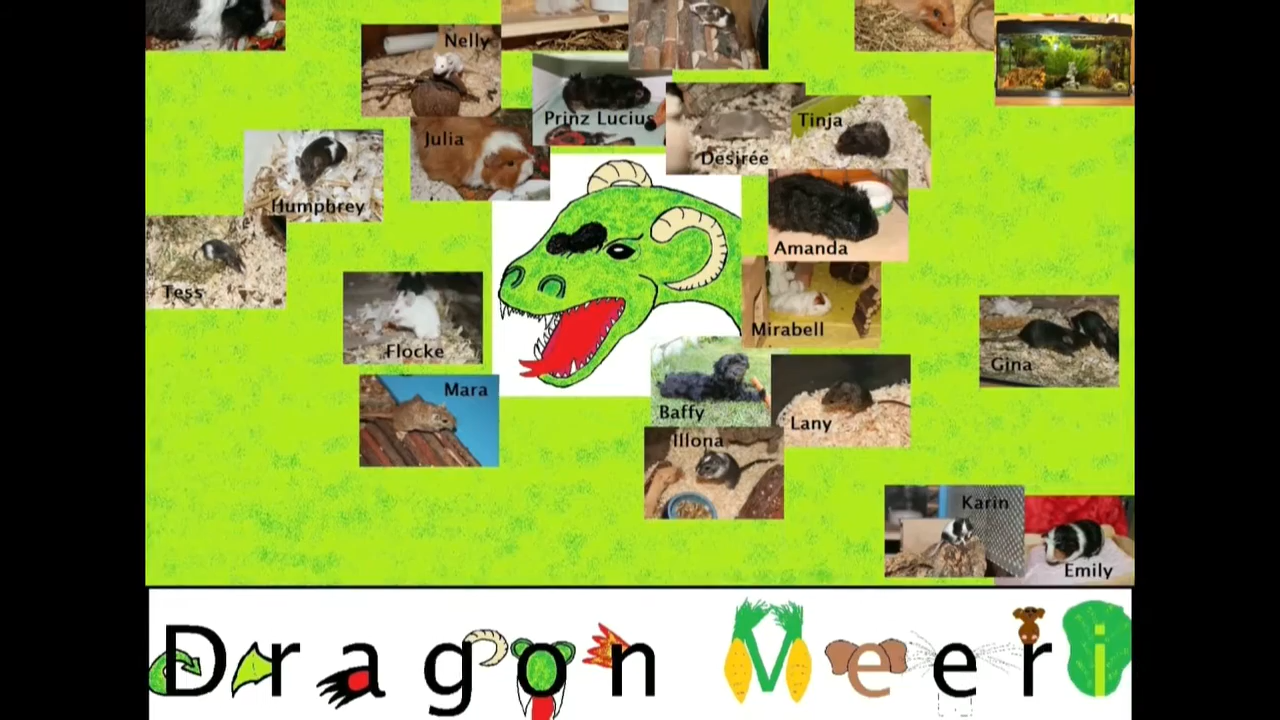 Nelly
Prinz Lucius
Tinja
Julia
Desirée
Humphrey
Amanda
Tess
Mirabell
Flocke
Gina
Mara
Baffy
Lany
Illona
Karin
Emily
Dragon Meeri